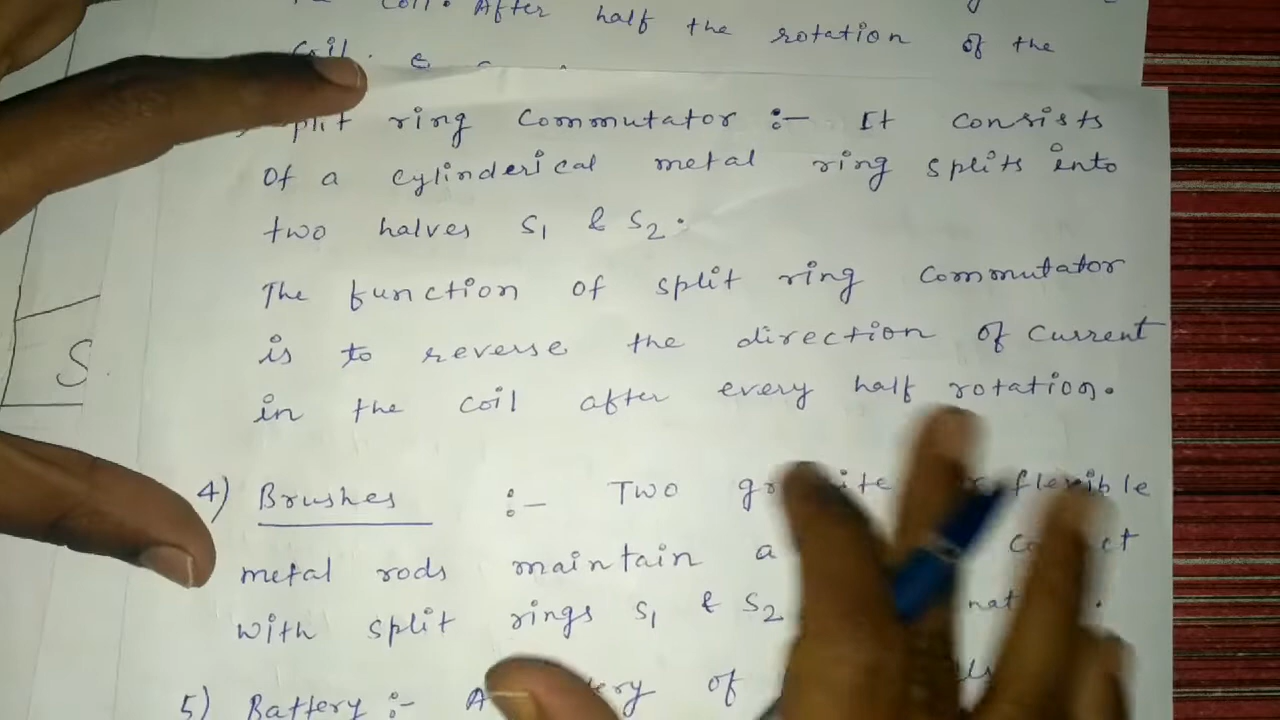 After half the rotation of the
coil.
split ring Commutator :- It consists
of a cylinderical metal ring splits into
two halves S1 & S2.
The function of split ring Commutator
is to reverse the direction of current
in the coil after every half rotation.
4) Brushes :- Two flexible
metal rods maintain a
with split rings S1 & S2
5) Battery :- A of
S